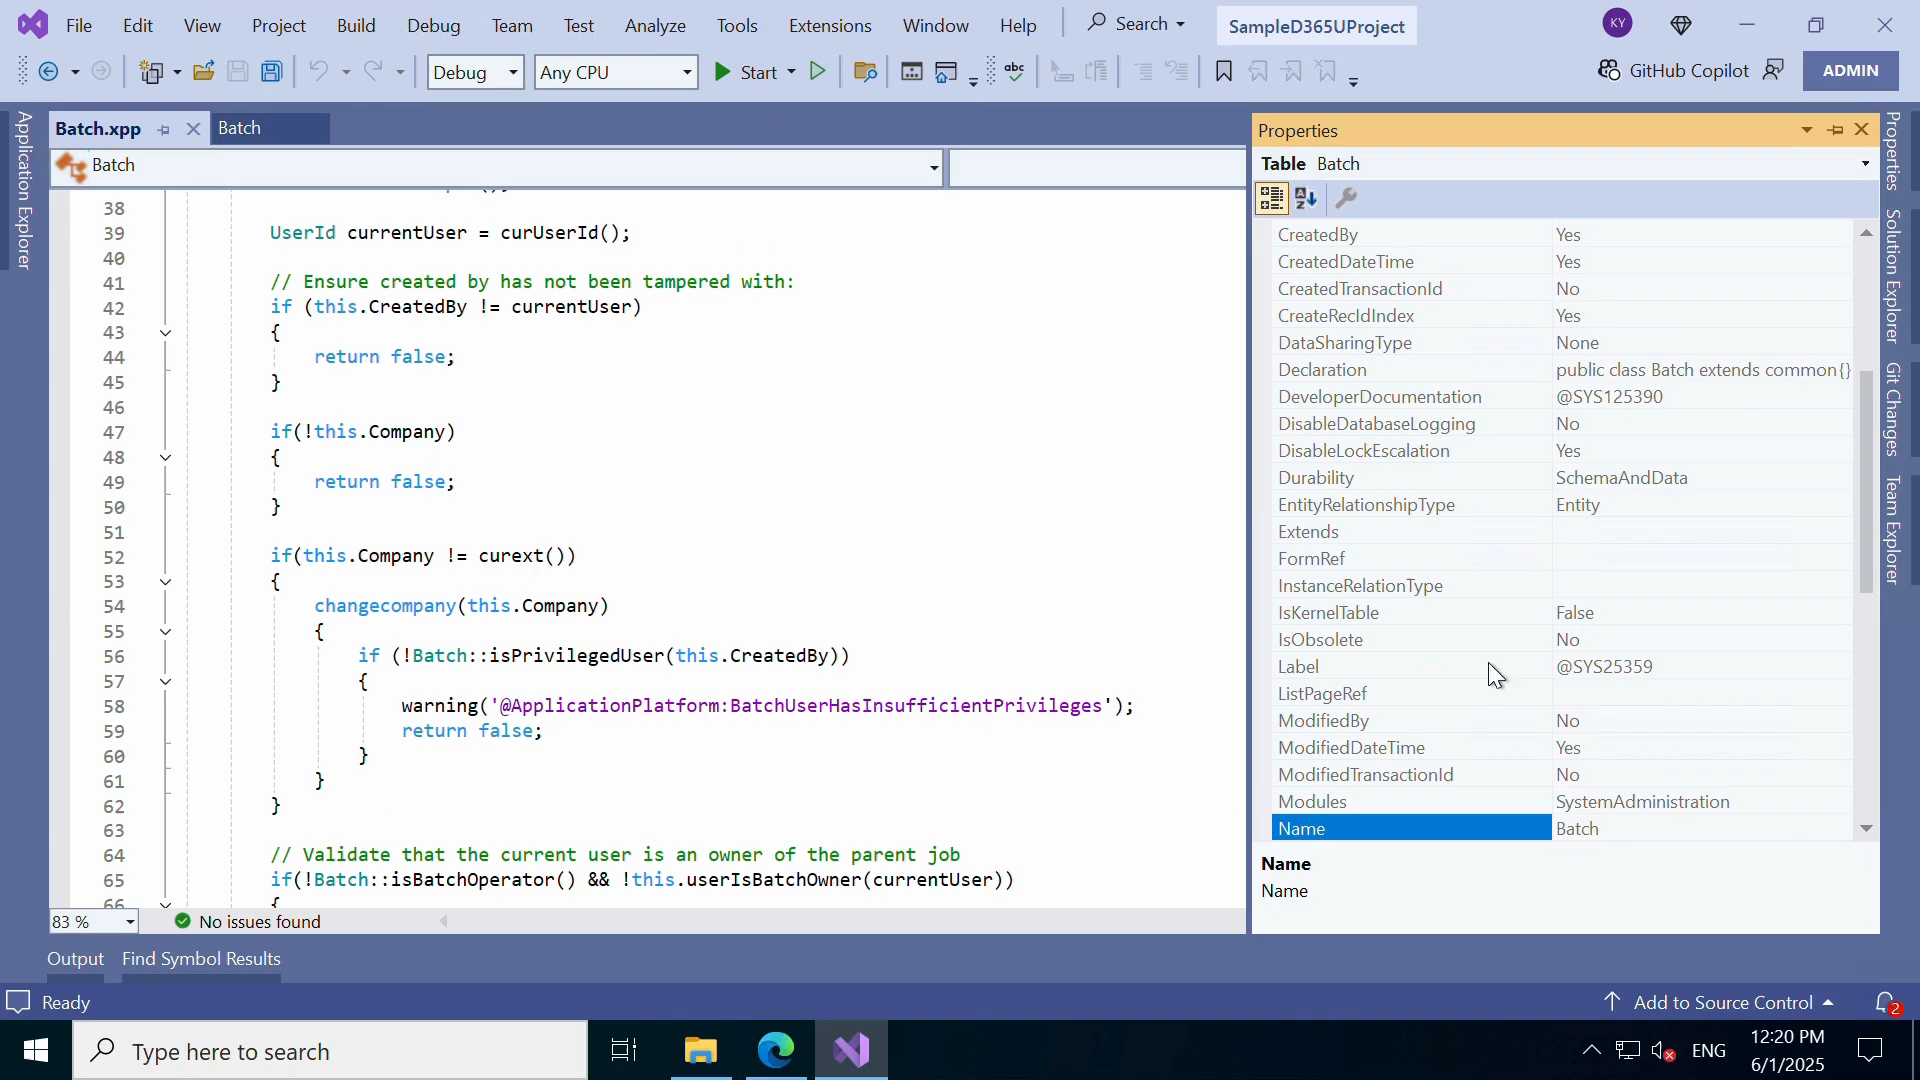 File Edit View Project Build Debug Team Test Analyze Tools Extensions Window Help Search SampleD365UProject KY
Debug Any CPU Start abc GitHub Copilot ADMIN
Application Explorer
Batch.xpp Batch
Batch
38
39 UserId currentUser = curUserId();
40
41 // Ensure created by has not been tampered with:
42 if (this.CreatedBy != currentUser)
43 {
44 return false;
45 }
46
47 if(!this.Company)
48 {
49 return false;
50 }
51
52 if(this.Company != curext())
53 {
54 changecompany(this.Company)
55 {
56 if (!Batch::isPrivilegedUser(this.CreatedBy))
57 {
58 warning('@ApplicationPlatform:BatchUserHasInsufficientPrivileges');
59 return false;
60 }
61 }
62 }
63
64 // Validate that the current user is an owner of the parent job
65 if(!Batch::isBatchOperator() && !this.userIsBatchOwner(currentUser))
66 {
83 % No issues found
Properties
Table Batch
CreatedBy Yes
CreatedDateTime Yes
CreatedTransactionId No
CreateRecIdIndex Yes
DataSharingType None
Declaration public class Batch extends common{}
DeveloperDocumentation @SYS125390
DisableDatabaseLogging No
DisableLockEscalation Yes
Durability SchemaAndData
EntityRelationshipType Entity
Extends
FormRef
InstanceRelationType
IsKernelTable False
IsObsolete No
Label @SYS25359
ListPageRef
ModifiedBy No
ModifiedDateTime Yes
ModifiedTransactionId No
Modules SystemAdministration
Name Batch
Name
Name
Properties
Solution Explorer
Git Changes
Team Explorer
Output Find Symbol Results
Ready Add to Source Control 2
Type here to search ENG 12:20 PM
6/1/2025